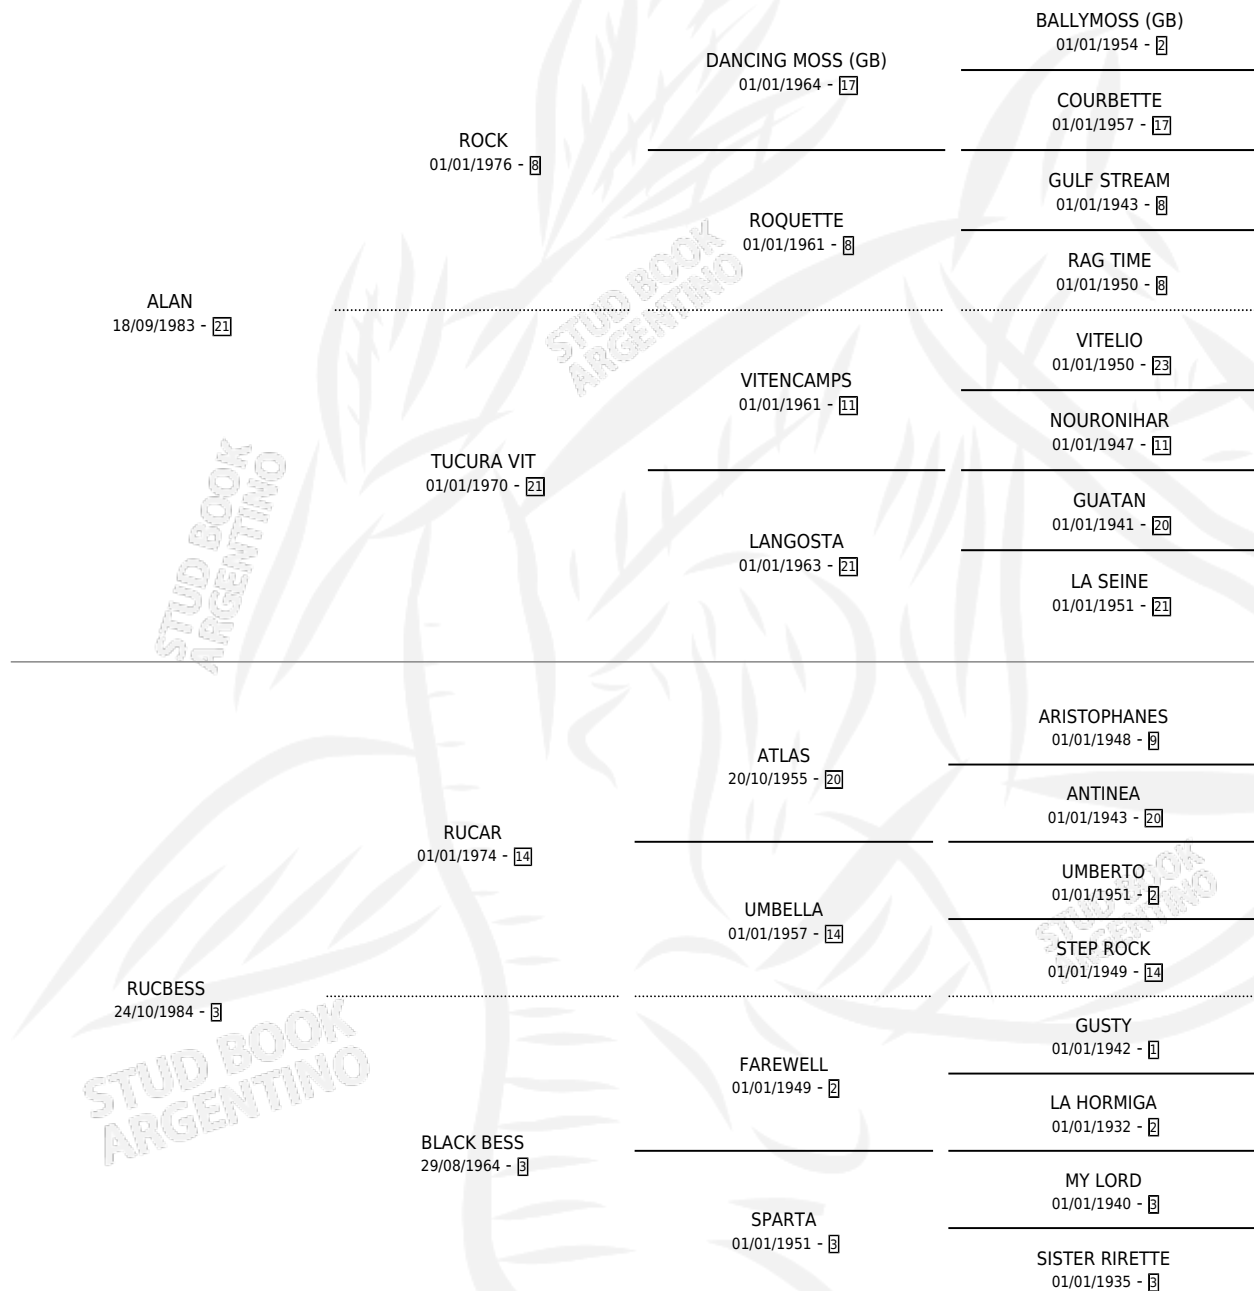 BALLYMOSS (GB)
01/01/1954 - 2
DANCING MOSS (GB)
01/01/1964 - 17
COURBETTE
01/01/1957 - 17
ROCK
01/01/1976 - 8
GULF STREAM
01/01/1943 - 8
ROQUETTE
01/01/1961 - 8
RAG TIME
01/01/1950 - 8
ALAN
18/09/1983 - 21
VITELIO
01/01/1950 - 23
VITENCAMPS
01/01/1961 - 11
NOURONIHAR
01/01/1947 - 11
TUCURA VIT
01/01/1970 - 21
GUATAN
01/01/1941 - 20
LANGOSTA
01/01/1963 - 21
LA SEINE
01/01/1951 - 21
ARISTOPHANES
01/01/1948 - 9
ATLAS
20/10/1955 - 20
ANTINEA
01/01/1943 - 20
RUCAR
01/01/1974 - 14
UMBERTO
01/01/1951 - 2
UMBELLA
01/01/1957 - 14
STEP ROCK
01/01/1949 - 14
RUCBESS
24/10/1984 - 3
GUSTY
01/01/1942 - 1
FAREWELL
01/01/1949 - 2
LA HORMIGA
01/01/1932 - 2
BLACK BESS
29/08/1964 - 3
MY LORD
01/01/1940 - 3
SPARTA
01/01/1951 - 3
SISTER RIRETTE
01/01/1935 - 3
STUD BOOK
ARGENTINO
STUD BOOK
ARGENTINO
STUD BOOK
ARGENTINO
STUD BOOK
ARGENTINO